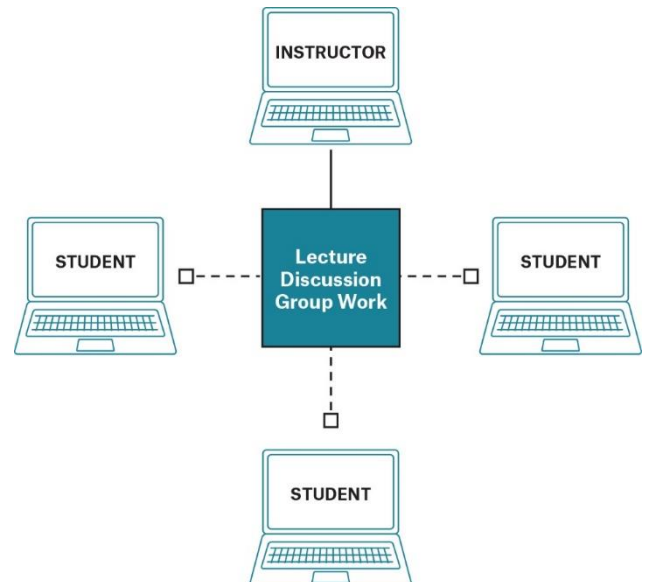 INSTRUCTOR
STUDENT
Lecture
Discussion
Group Work
STUDENT
STUDENT